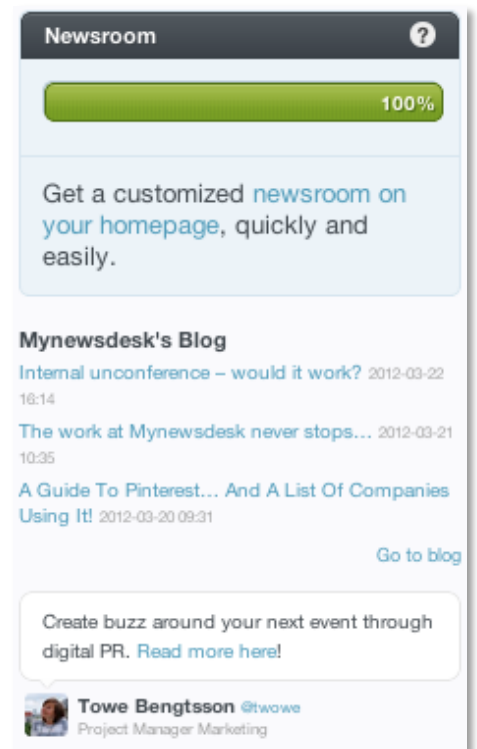 Newsroom ?
100%
Get a customized newsroom on
your homepage, quickly and
easily.
Mynewsdesk's Blog
Internal unconference – would it work? 2012-03-22
16:14
The work at Mynewsdesk never stops... 2012-03-21
10:35
A Guide To Pinterest... And A List Of Companies
Using It! 2012-03-20 09:31
Go to blog
Create buzz around your next event through
digital PR. Read more here!
Towe Bengtsson @twowe
Project Manager Marketing